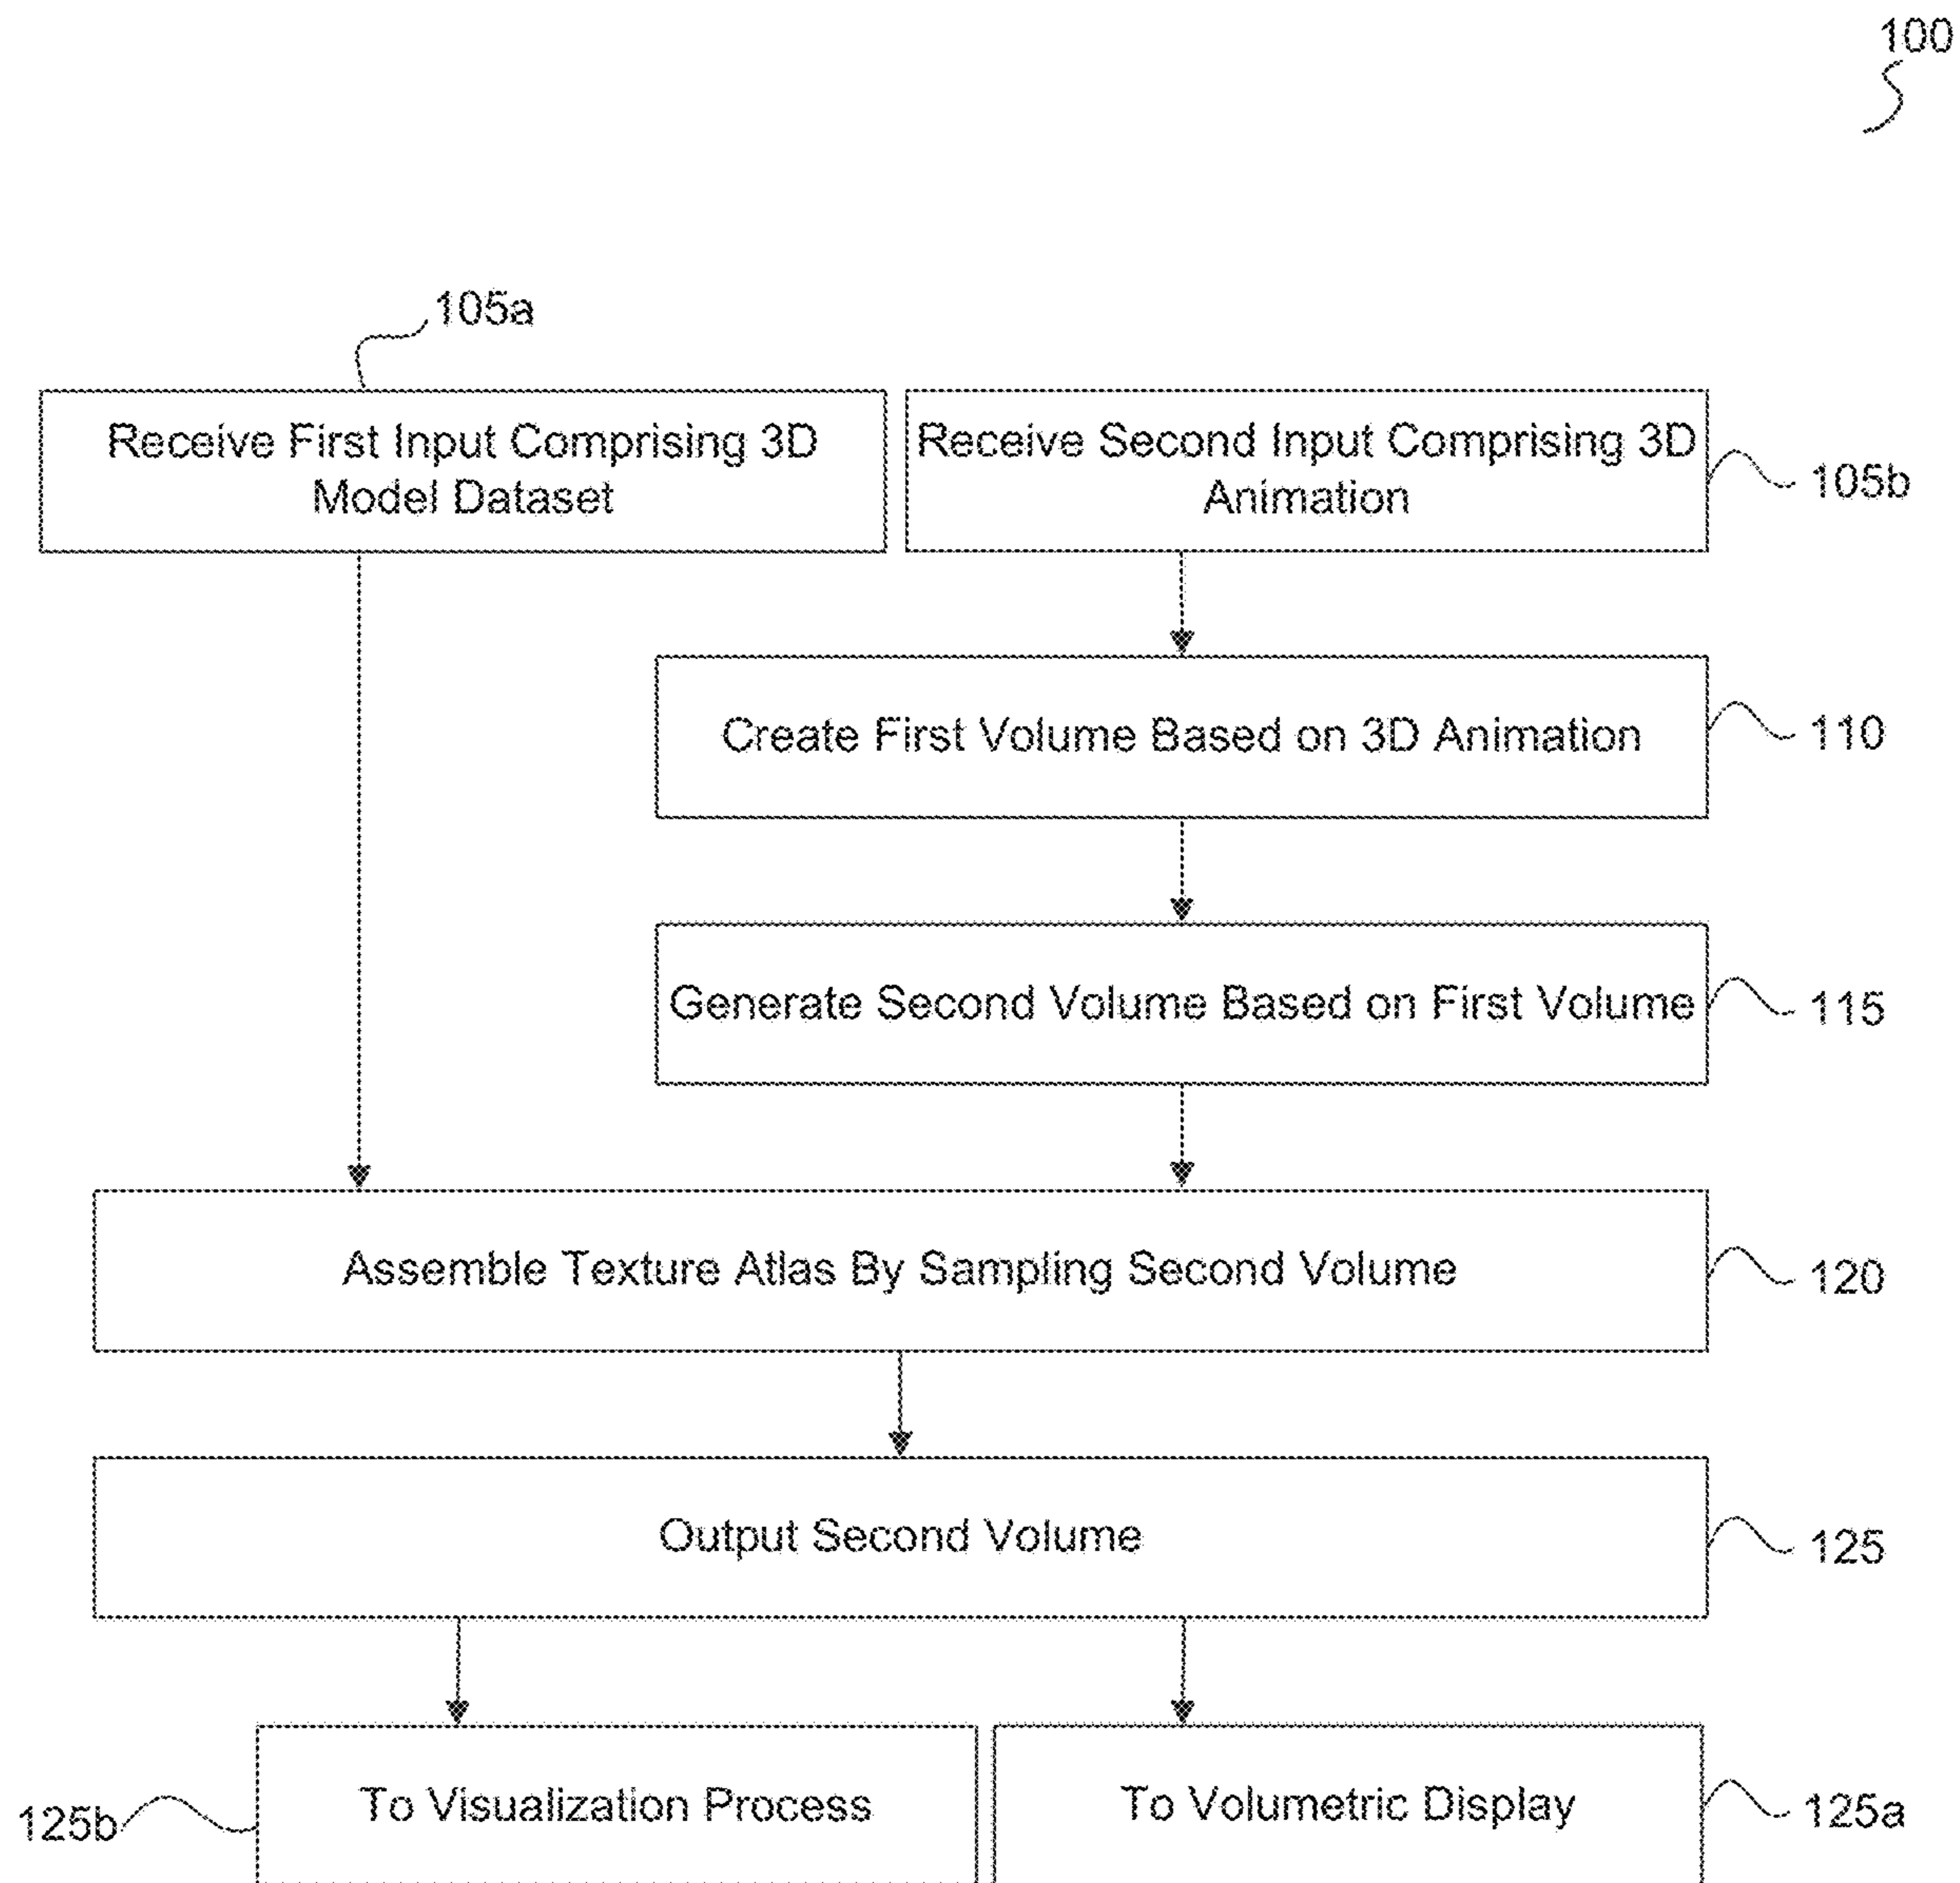 100
105a
Receive First Input Comprising 3D
Model Dataset
Receive Second Input Comprising 3D
Animation
105b
Create First Volume Based on 3D Animation
110
Generate Second Volume Based on First Volume
115
Assemble Texture Atlas By Sampling Second Volume
120
Output Second Volume
125
125b
To Visualization Process
To Volumetric Display
125a